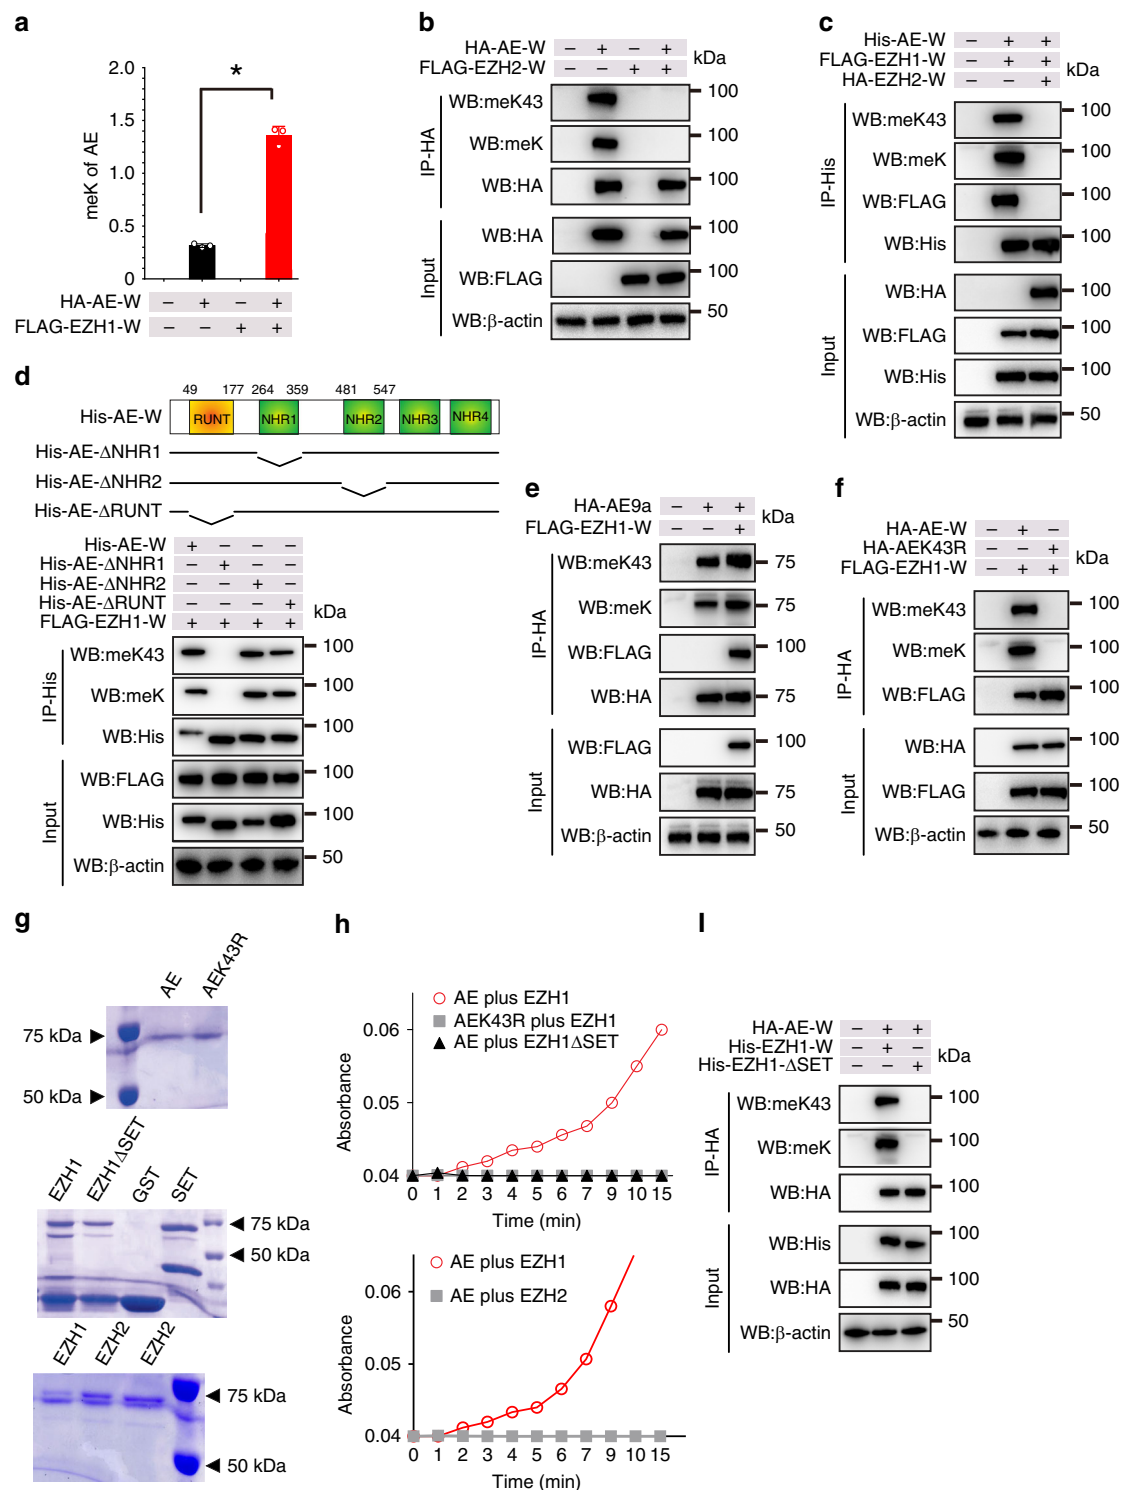 a
2.0
1.5
1.0
0.5
0
meK of AE
*
HA-AE-W – + – +
FLAG-EZH1-W – – + +
b
HA-AE-W – + – +
FLAG-EZH2-W – – + +
kDa
IP-HA
WB:meK43 100
WB:meK 100
WB:HA 100
Input
WB:HA 100
WB:FLAG 100
WB:β-actin 50
c
His-AE-W – + +
FLAG-EZH1-W – + +
HA-EZH2-W – – +
kDa
IP-His
WB:meK43 100
WB:meK 100
WB:FLAG 100
WB:His 100
Input
WB:HA 100
WB:FLAG 100
WB:His 100
WB:β-actin 50
d
49 177 264 359 481 547
His-AE-W RUNT NHR1 NHR2 NHR3 NHR4
His-AE-ΔNHR1
His-AE-ΔNHR2
His-AE-ΔRUNT
His-AE-W + – – –
His-AE-ΔNHR1 – + – –
His-AE-ΔNHR2 – – + –
His-AE-ΔRUNT – – – +
FLAG-EZH1-W + + + +
kDa
IP-His
WB:meK43 100
WB:meK 100
WB:His 100
Input
WB:FLAG 100
WB:His 100
WB:β-actin 50
e
HA-AE9a – + +
FLAG-EZH1-W – – +
kDa
IP-HA
WB:meK43 75
WB:meK 75
WB:FLAG 100
WB:HA 75
Input
WB:FLAG 100
WB:HA 75
WB:β-actin 50
f
HA-AE-W – + –
HA-AEK43R – – +
FLAG-EZH1-W – + +
kDa
IP-HA
WB:meK43 100
WB:meK 100
WB:FLAG 100
Input
WB:HA 100
WB:FLAG 100
WB:β-actin 50
g
AE AEK43R
75 kDa
50 kDa
EZH1 EZH1ΔSET GST SET
75 kDa
50 kDa
EZH1 EZH2 EZH2
75 kDa
50 kDa
h
AE plus EZH1
AEK43R plus EZH1
AE plus EZH1ΔSET
0.06
0.05
0.04
Absorbance
0 1 2 3 4 5 6 7 9 10 15
Time (min)
AE plus EZH1
AE plus EZH2
0.06
0.05
0.04
Absorbance
0 1 2 3 4 5 6 7 9 10 15
Time (min)
I
HA-AE-W – + +
His-EZH1-W – + –
His-EZH1-ΔSET – – +
kDa
IP-HA
WB:meK43 100
WB:meK 100
WB:HA 100
Input
WB:His 100
WB:HA 100
WB:β-actin 50